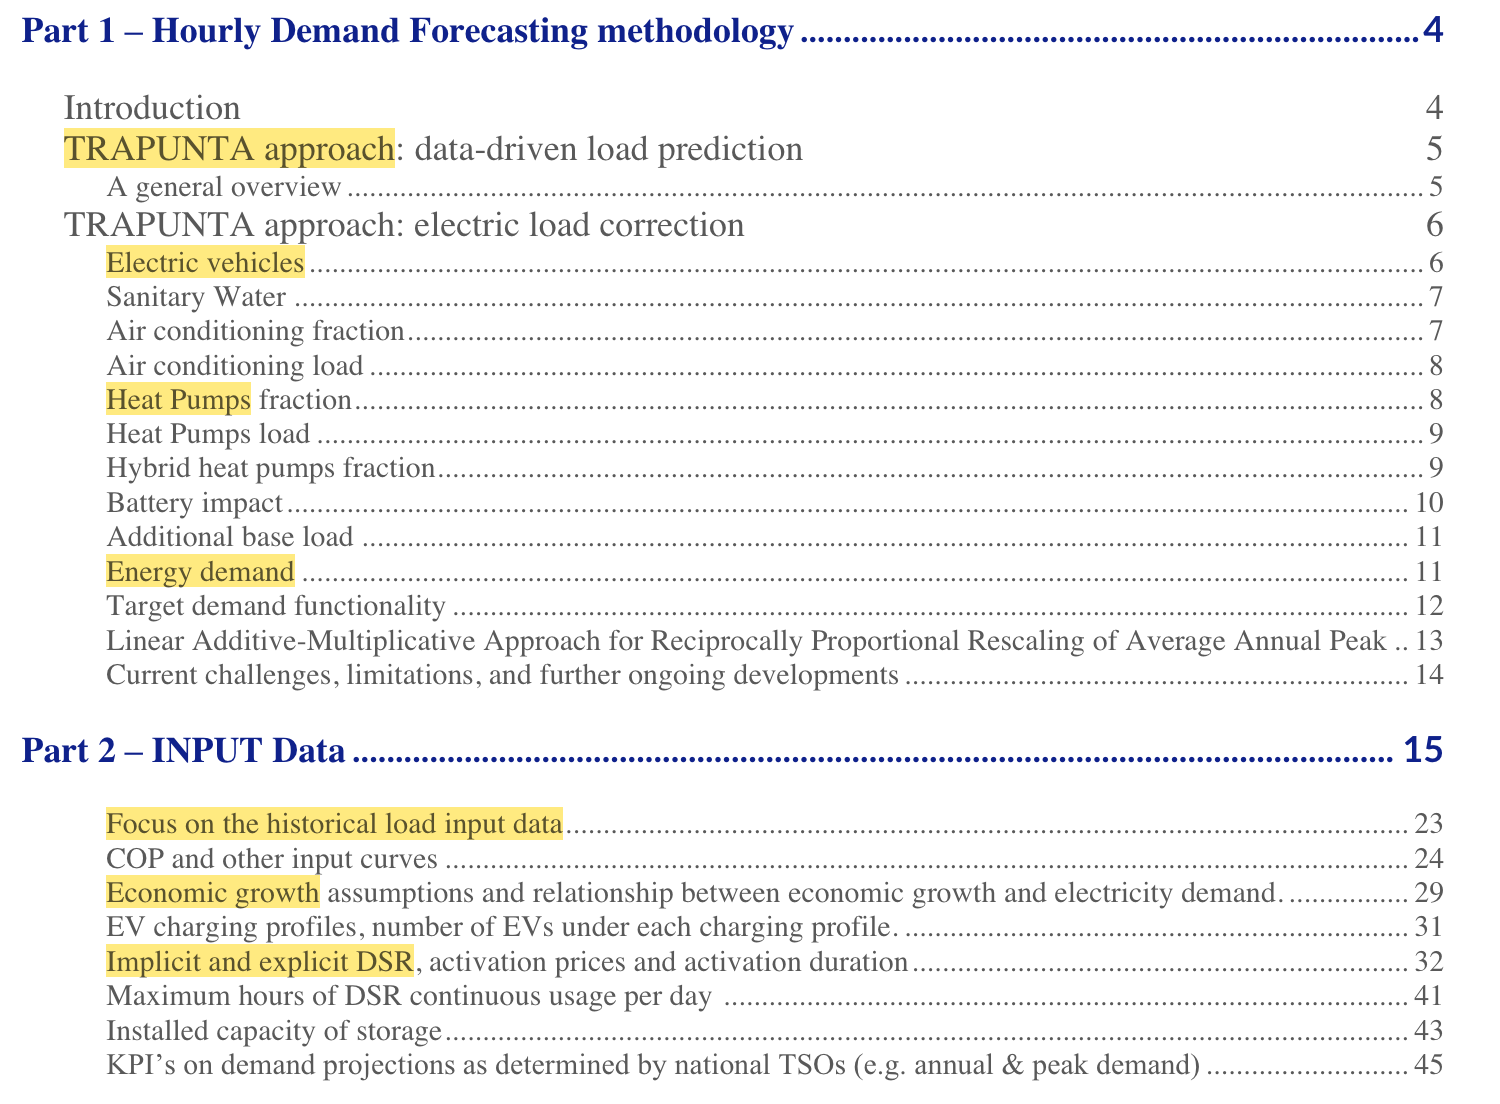 Part 1 – Hourly Demand Forecasting methodology ........ 4
Introduction 4
TRAPUNTA approach: data-driven load prediction 5
A general overview ........ 5
TRAPUNTA approach: electric load correction 6
Electric vehicles ........ 6
Sanitary Water ........ 7
Air conditioning fraction ........ 7
Air conditioning load ........ 8
Heat Pumps fraction ........ 8
Heat Pumps load ........ 9
Hybrid heat pumps fraction ........ 9
Battery impact ........ 10
Additional base load ........ 11
Energy demand ........ 11
Target demand functionality ........ 12
Linear Additive-Multiplicative Approach for Reciprocally Proportional Rescaling of Average Annual Peak .. 13
Current challenges, limitations, and further ongoing developments ........ 14
Part 2 – INPUT Data ........ 15
Focus on the historical load input data ........ 23
COP and other input curves ........ 24
Economic growth assumptions and relationship between economic growth and electricity demand. ........ 29
EV charging profiles, number of EVs under each charging profile. ........ 31
Implicit and explicit DSR, activation prices and activation duration ........ 32
Maximum hours of DSR continuous usage per day ........ 41
Installed capacity of storage ........ 43
KPI's on demand projections as determined by national TSOs (e.g. annual & peak demand) ........ 45